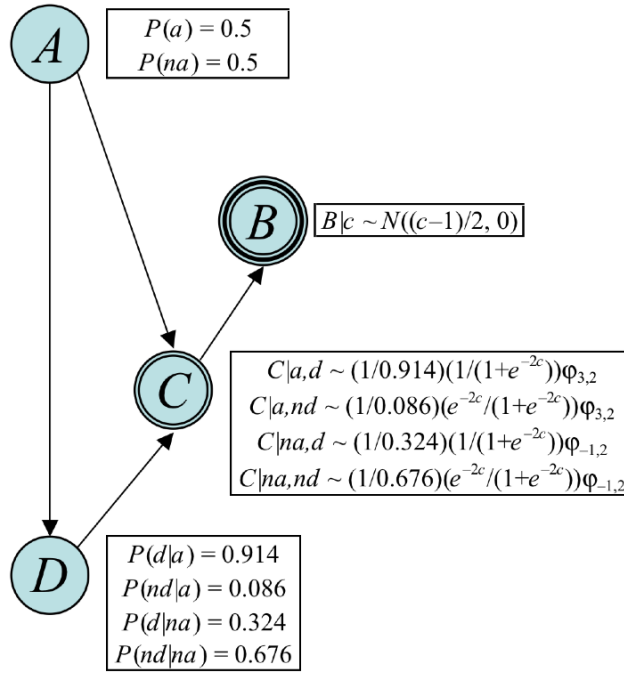 A
P(a) = 0.5
P(na) = 0.5
B
B|c ~ N((c–1)/2, 0)
C
C|a,d ~ (1/0.914)(1/(1+e⁻²ᶜ))φ₃,₂
C|a,nd ~ (1/0.086)(e⁻²ᶜ/(1+e⁻²ᶜ))φ₃,₂
C|na,d ~ (1/0.324)(1/(1+e⁻²ᶜ))φ₋₁,₂
C|na,nd ~ (1/0.676)(e⁻²ᶜ/(1+e⁻²ᶜ))φ₋₁,₂
D
P(d|a) = 0.914
P(nd|a) = 0.086
P(d|na) = 0.324
P(nd|na) = 0.676